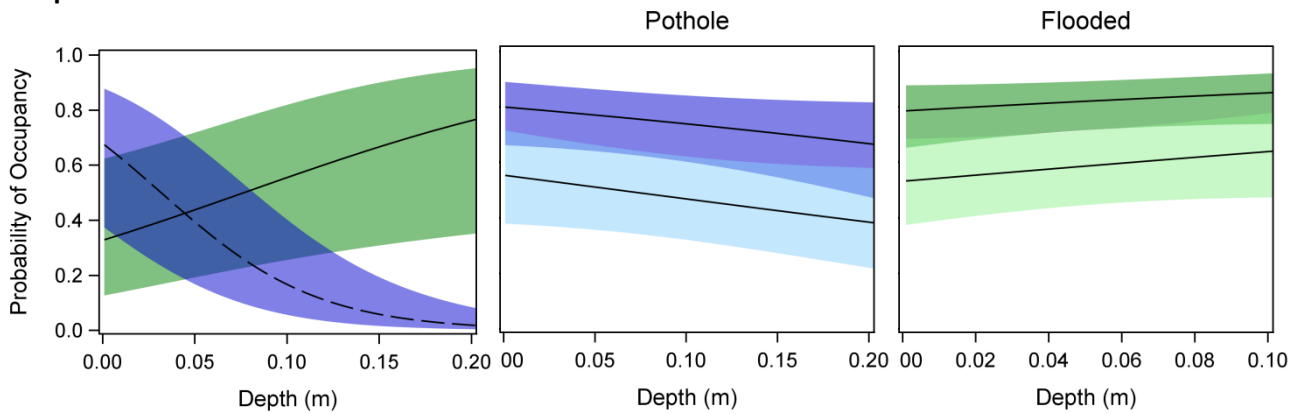 Pothole
Flooded
Probability of Occupancy
1.0
0.8
0.6
0.4
0.2
0.0
0.00 0.05 0.10 0.15 0.20
00 0.05 0.10 0.15 0.20
00 0.02 0.04 0.06 0.08 0.10
Depth (m)
Depth (m)
Depth (m)